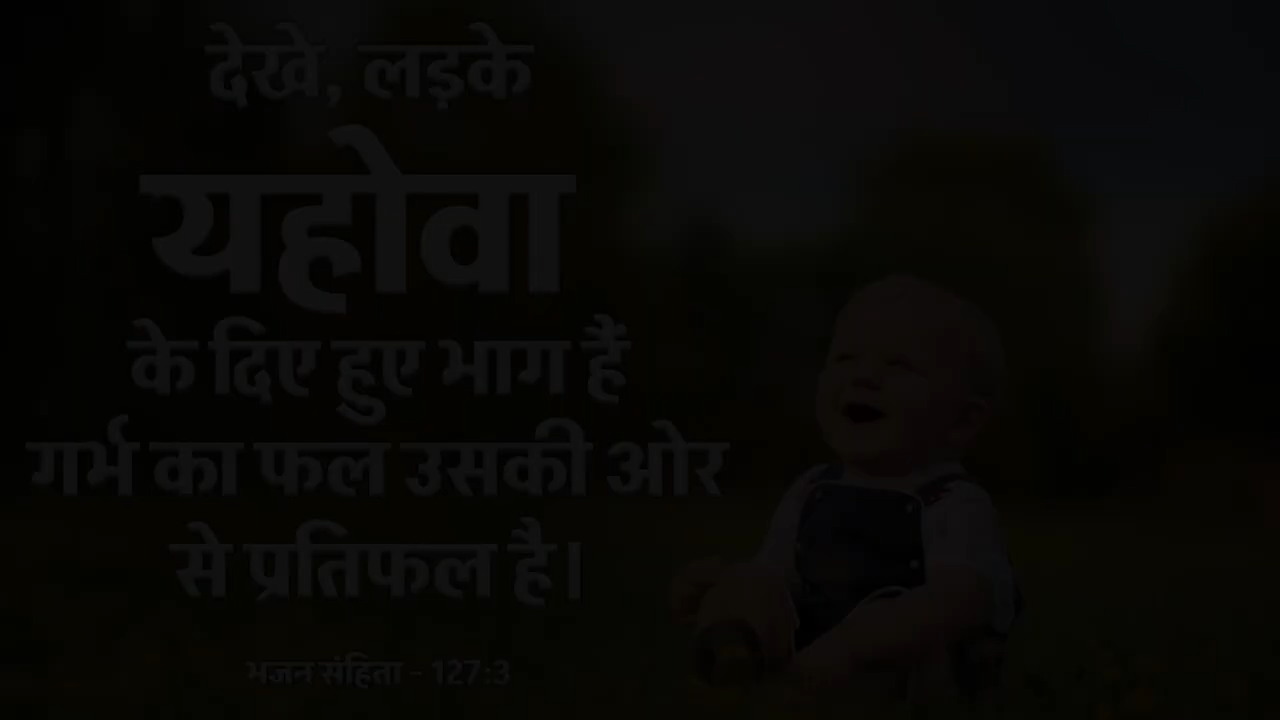 देखे, लड़के
यहोवा
के दिए हुए भाग हैं
गर्भ का फल उसकी ओर
से प्रतिफल है।
भजन संहिता - 127:3